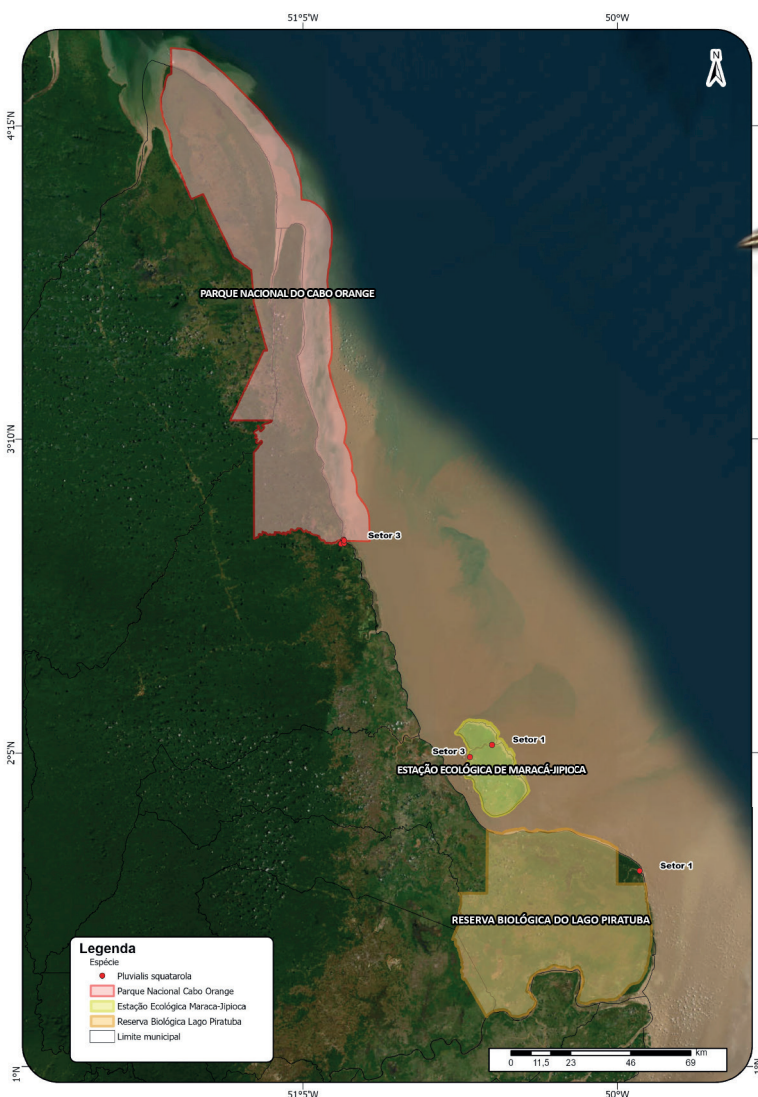 51°5'W
50°W
N
4°15'N
PARQUE NACIONAL DO CABO ORANGE
3°10'N
Setor 3
2°5'N
Setor 1
Setor 3
ESTAÇÃO ECOLÓGICA DE MARACÁ-JIPIOCA
Setor 1
RESERVA BIOLÓGICA DO LAGO PIRATUBA
Legenda
Espécie
Pluvialis squatarola
Parque Nacional Cabo Orange
Estação Ecológica Maraca-Jipioca
Reserva Biológica Lago Piratuba
Limite municipal
km
0 11,5 23 46 69
1°N
51°5'W
50°W